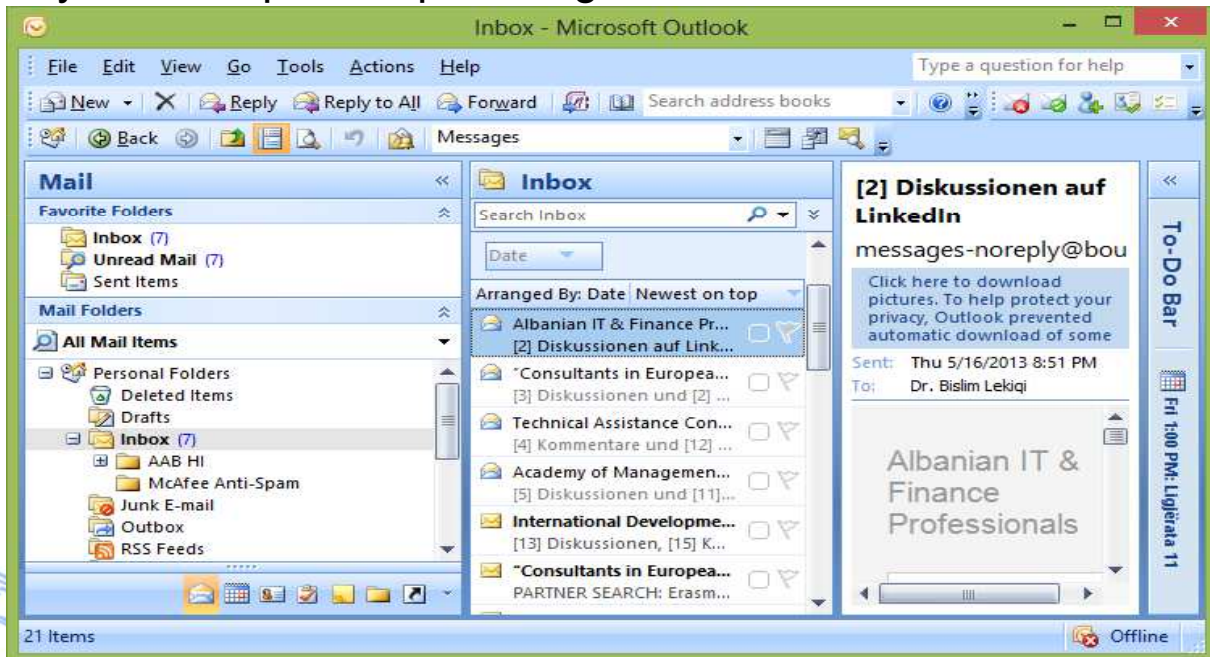 Inbox - Microsoft Outlook
File Edit View Go Tools Actions Help
Type a question for help
New Reply Reply to All Forward Search address books
Back Messages
Mail
Favorite Folders
Inbox (7)
Unread Mail (7)
Sent Items
Mail Folders
All Mail Items
Personal Folders
Deleted Items
Drafts
Inbox (7)
AAB HI
McAfee Anti-Spam
Junk E-mail
Outbox
RSS Feeds
Inbox
Search Inbox
Date
Arranged By: Date Newest on top
Albanian IT & Finance Pr...
[2] Diskussionen auf Link...
"Consultants in Europea...
[3] Diskussionen und [2] ...
Technical Assistance Con...
[4] Kommentare und [12] ...
Academy of Managemen...
[5] Diskussionen und [11]...
International Developme...
[13] Diskussionen, [15] K...
"Consultants in Europea...
PARTNER SEARCH: Erasm...
[2] Diskussionen auf
LinkedIn
messages-noreply@bou
Click here to download
pictures. To help protect your
privacy, Outlook prevented
automatic download of some
Sent: Thu 5/16/2013 8:51 PM
To: Dr. Bislim Lekiqi
Albanian IT &
Finance
Professionals
To-Do Bar
Fri 1:00 PM: Ligjërata 11
21 Items
Offline